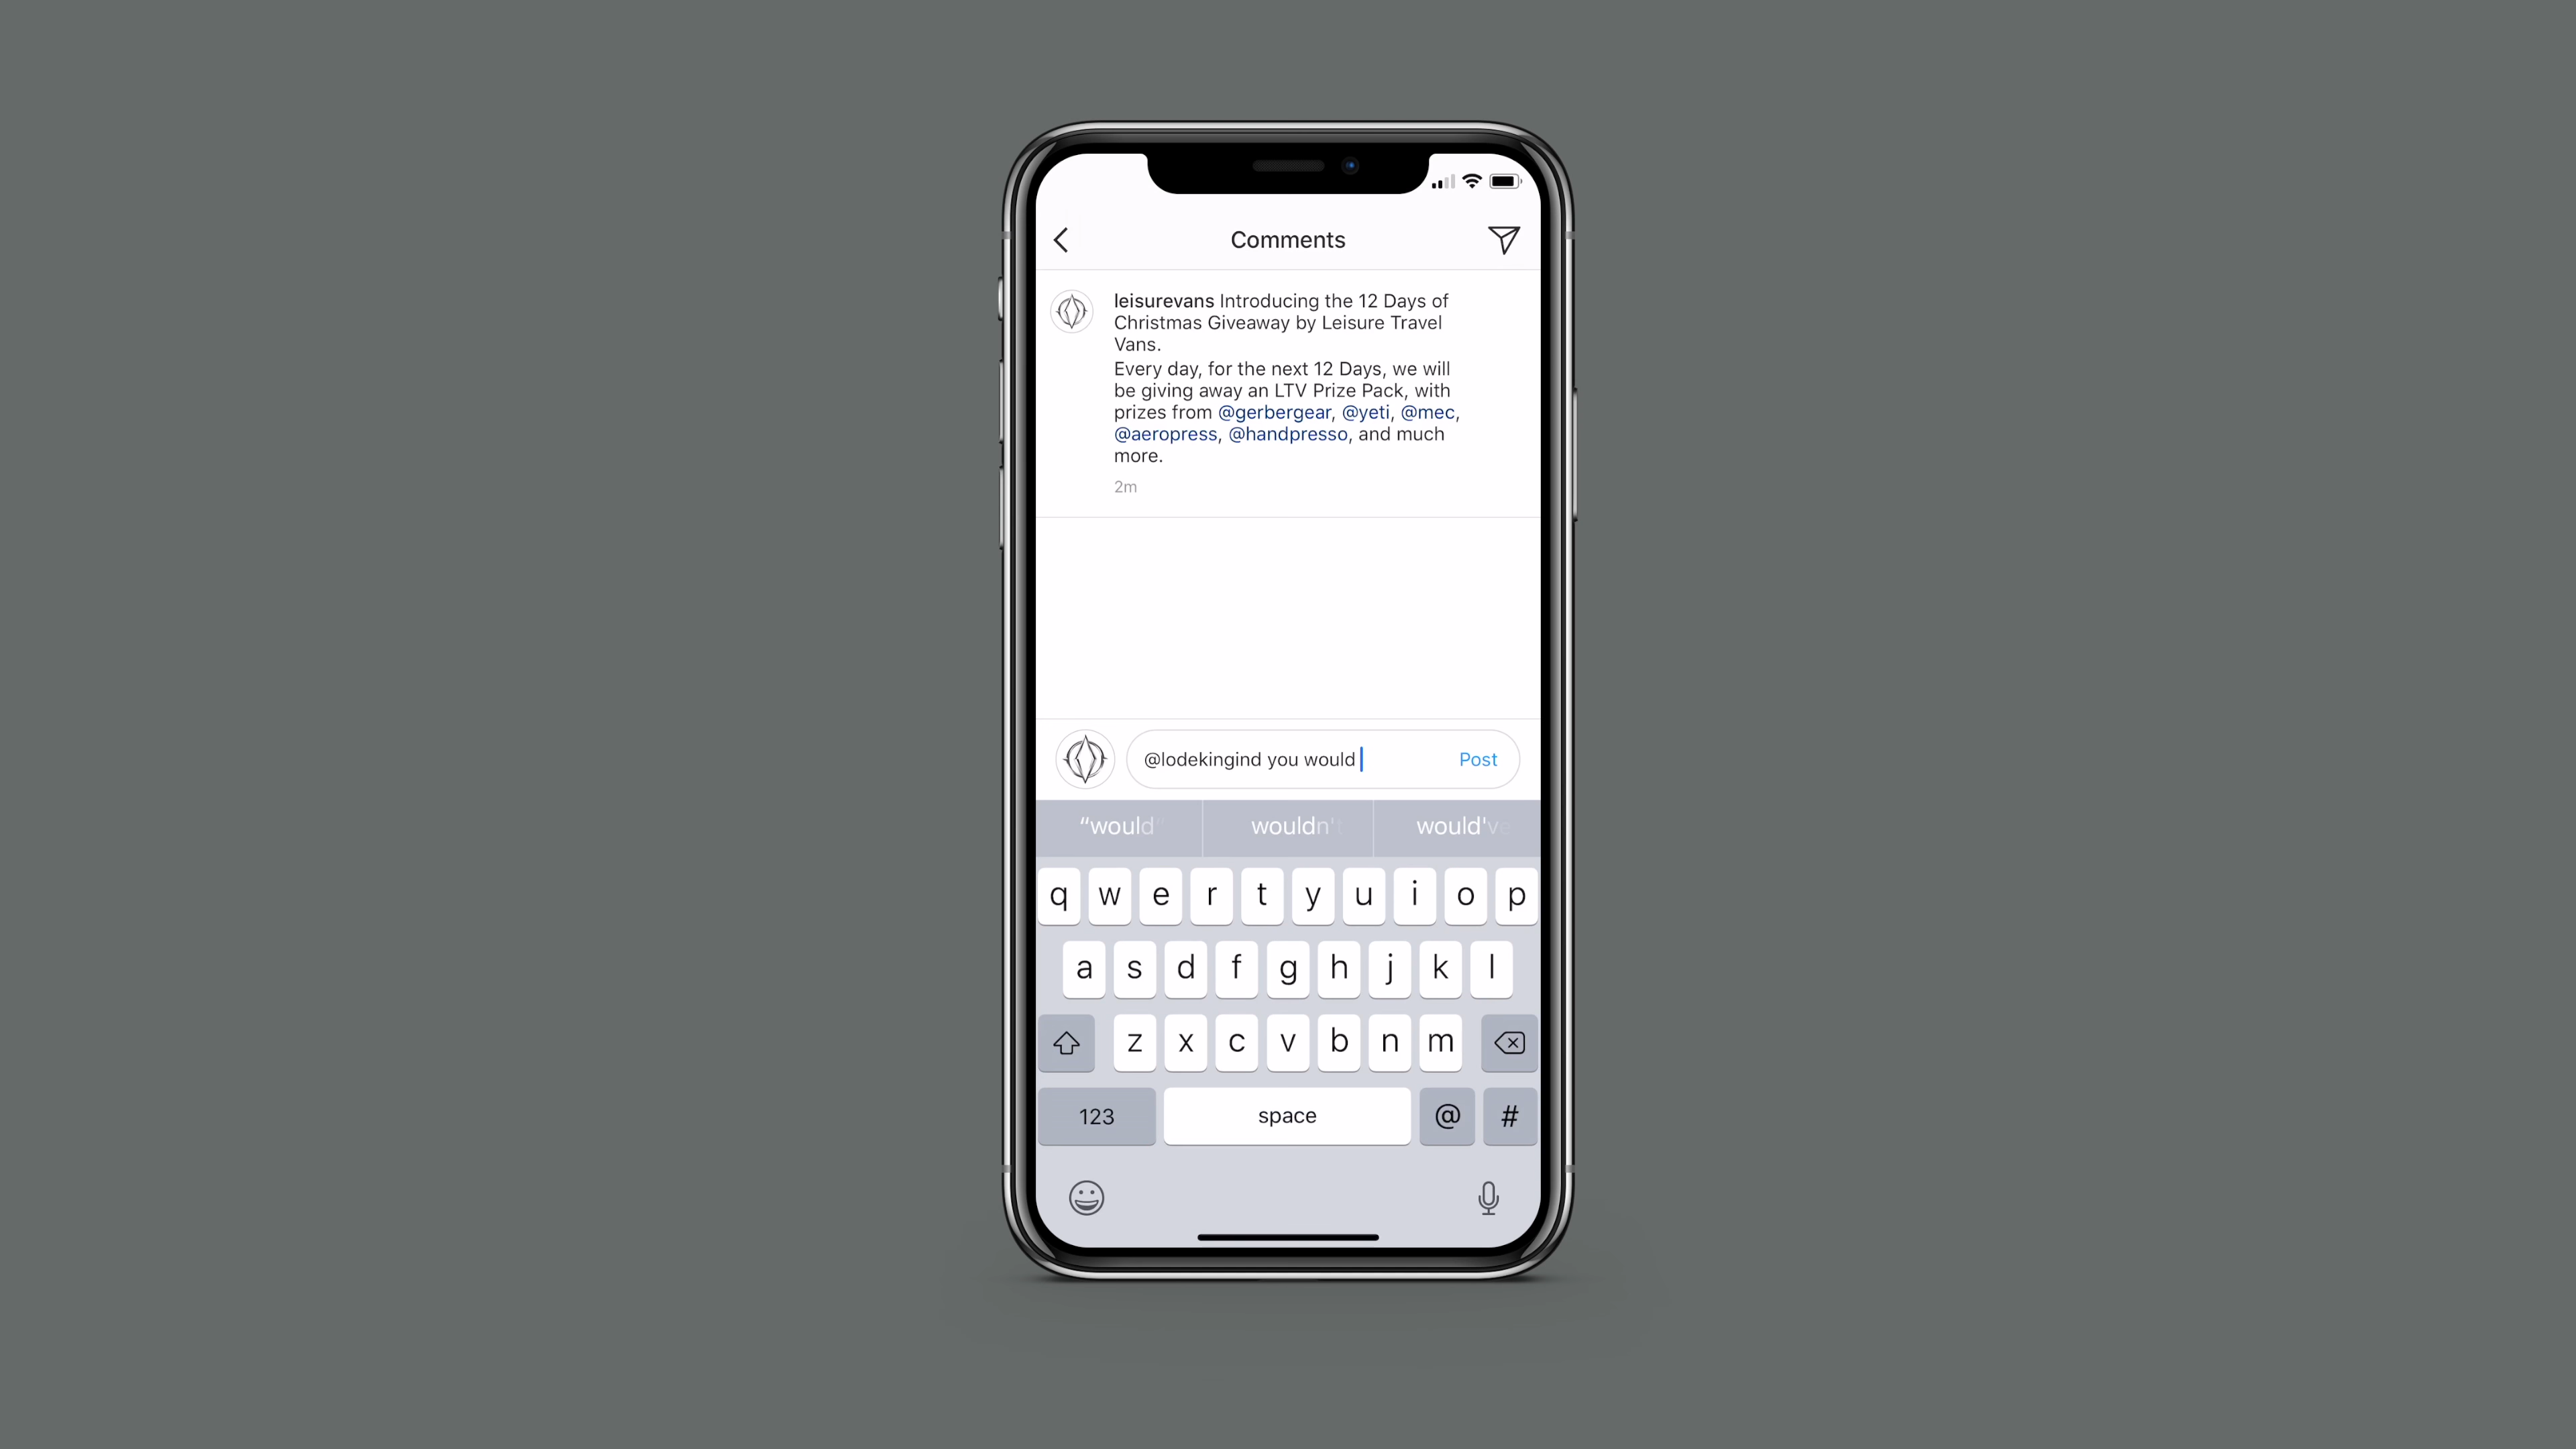 Comments
leisurevans Introducing the 12 Days of
Christmas Giveaway by Leisure Travel
Vans.
Every day, for the next 12 Days, we will
be giving away an LTV Prize Pack, with
prizes from @gerbergear, @yeti, @mec,
@aeropress, @handpresso, and much
more.
2m
@lodekingind you would Post
“would” wouldn't would've
q w e r t y u i o p
a s d f g h j k l
z x c v b n m
123 space @ #